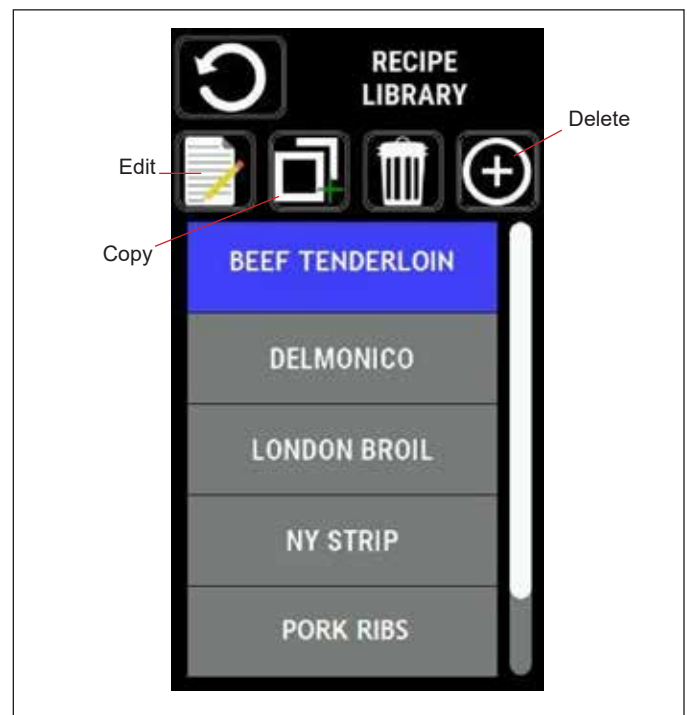 RECIPE
LIBRARY
Delete
Edit
Copy
BEEF TENDERLOIN
DELMONICO
LONDON BROIL
NY STRIP
PORK RIBS